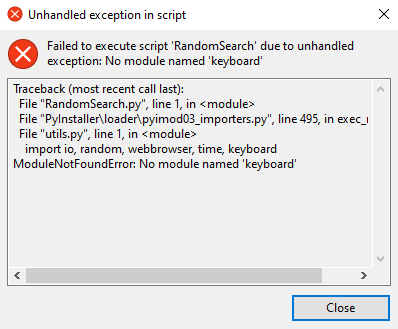 Unhandled exception in script
Failed to execute script 'RandomSearch' due to unhandled
exception: No module named 'keyboard'
Traceback (most recent call last):
File "RandomSearch.py", line 1, in <module>
File "PyInstaller\loader\pyimod03_importers.py", line 495, in exec_
File "utils.py", line 1, in <module>
import io, random, webbrowser, time, keyboard
ModuleNotFoundError: No module named 'keyboard'
Close